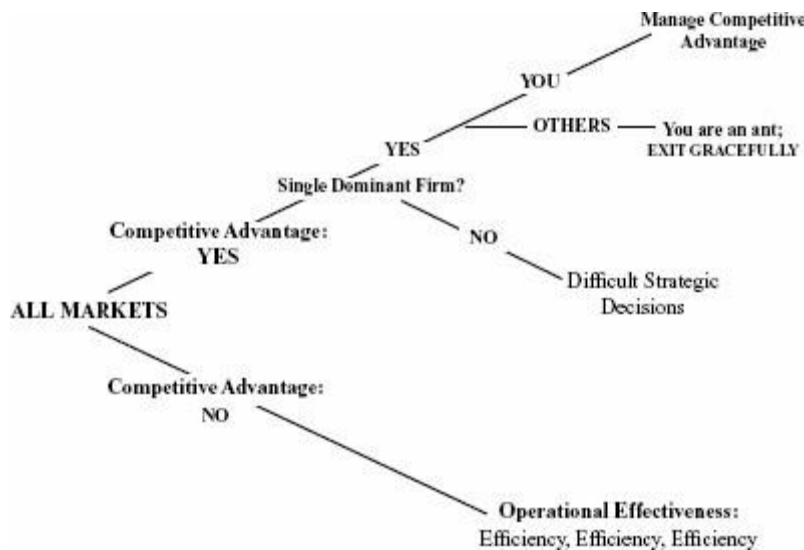 Manage Competitive
Advantage
YOU
OTHERS
You are an ant;
EXIT GRACEFULLY
YES
Single Dominant Firm?
Competitive Advantage:
YES
NO
Difficult Strategic
Decisions
ALL MARKETS
Competitive Advantage:
NO
Operational Effectiveness:
Efficiency, Efficiency, Efficiency